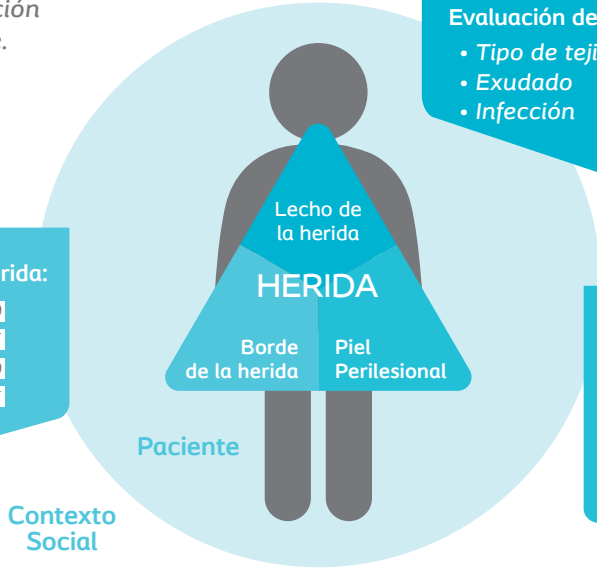 Evaluación de
• Tipo de teji
• Exudado
• Infección
Lecho de
la herida
HERIDA
Borde
de la herida
Piel
Perilesional
Paciente
Contexto
Social